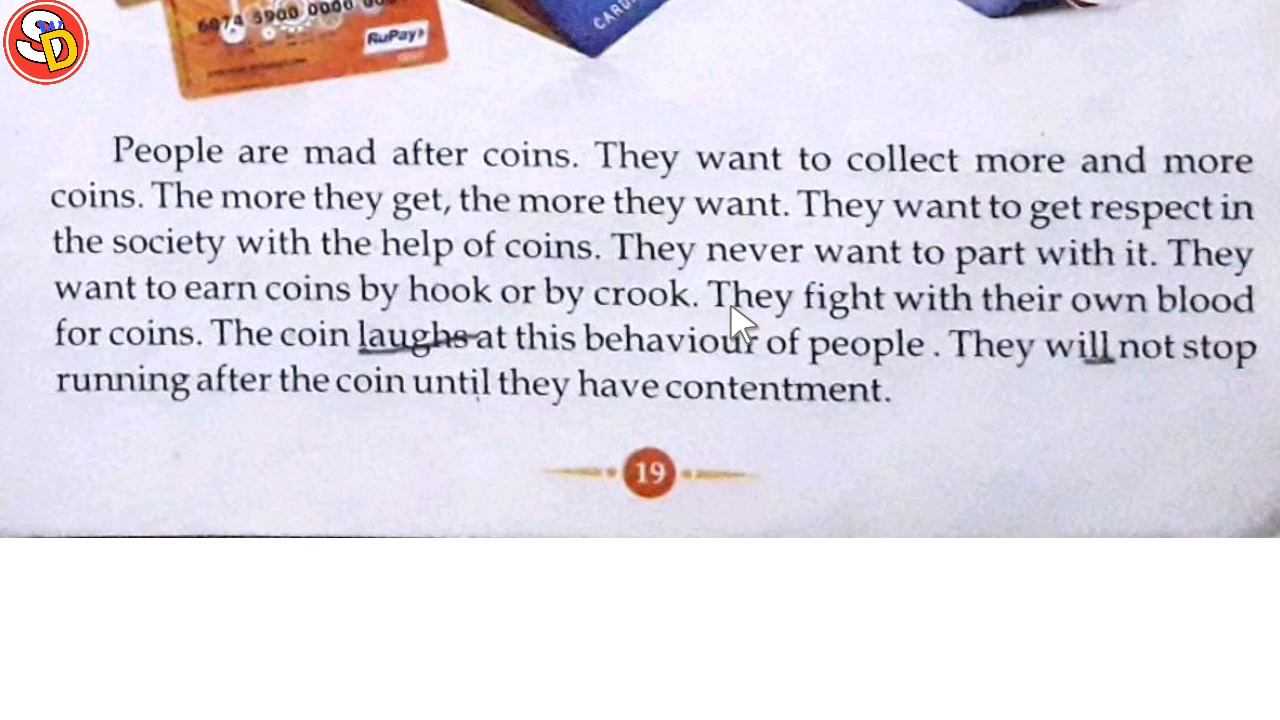 SD
6074 5900 0000
RuPay
People are mad after coins. They want to collect more and more
coins. The more they get, the more they want. They want to get respect in
the society with the help of coins. They never want to part with it. They
want to earn coins by hook or by crook. They fight with their own blood
for coins. The coin laughs at this behaviour of people . They will not stop
running after the coin until they have contentment.
19